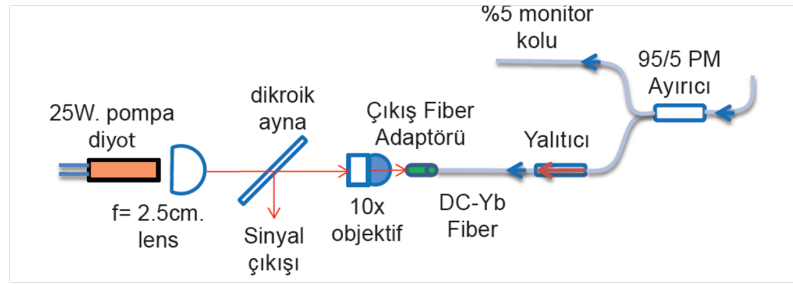 %5 monitor
kolu
95/5 PM
Ayırıcı
dikroik
ayna
Çıkış Fiber
Adaptörü
25W. pompa
diyot
Yalıtıcı
f= 2.5cm.
lens
Sinyal
çıkışı
10x
objektif
DC-Yb
Fiber